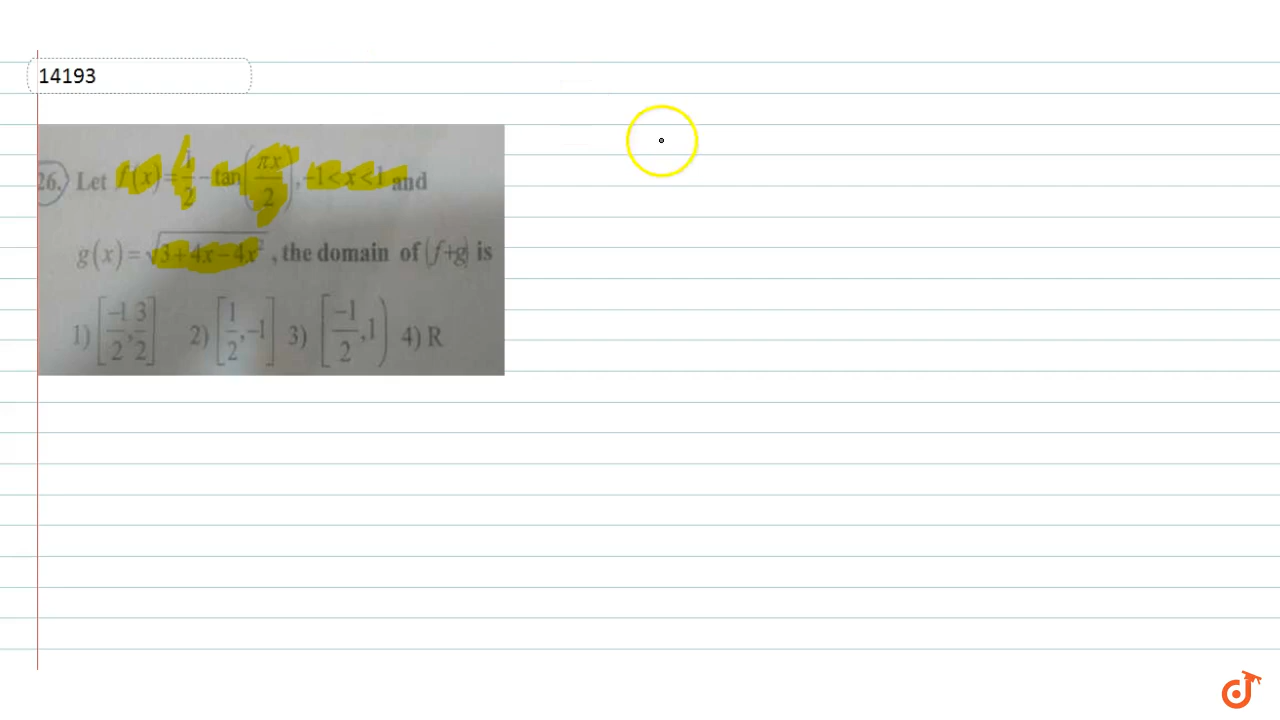 14193
26. Let f(x) = 1/2 - tan(πx/2), -1 < x < 1 and
g(x) = √(3+4x-4x²), the domain of (f+g) is
1) [-1/2, 3/2] 2) [1/2, -1] 3) [-1/2, 1) 4) R